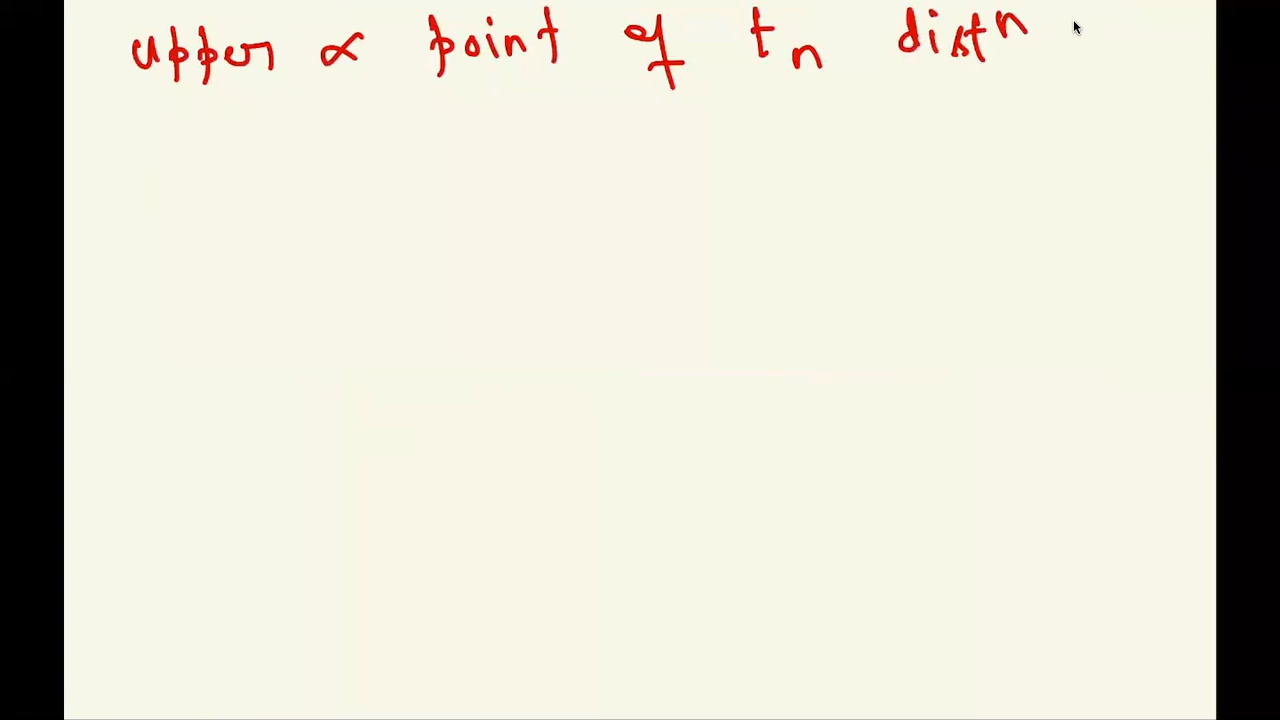 upper α point of tₙ distⁿ